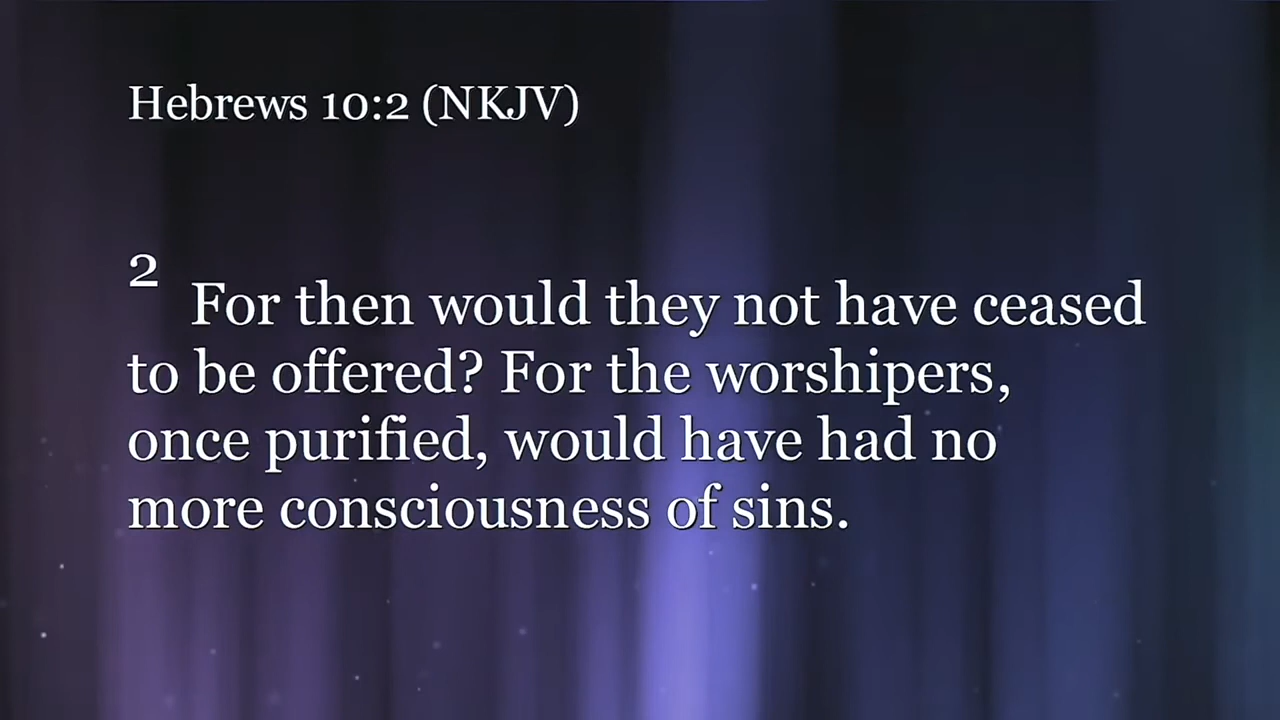 Hebrews 10:2 (NKJV)
2 For then would they not have ceased
to be offered? For the worshipers,
once purified, would have had no
more consciousness of sins.